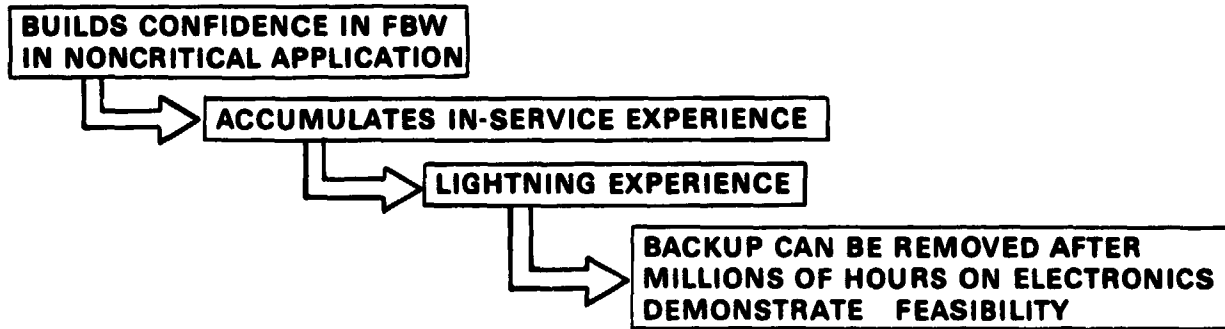 BUILDS CONFIDENCE IN FBW
IN NONCRITICAL APPLICATION
ACCUMULATES IN-SERVICE EXPERIENCE
LIGHTNING EXPERIENCE
BACKUP CAN BE REMOVED AFTER
MILLIONS OF HOURS ON ELECTRONICS
DEMONSTRATE FEASIBILITY